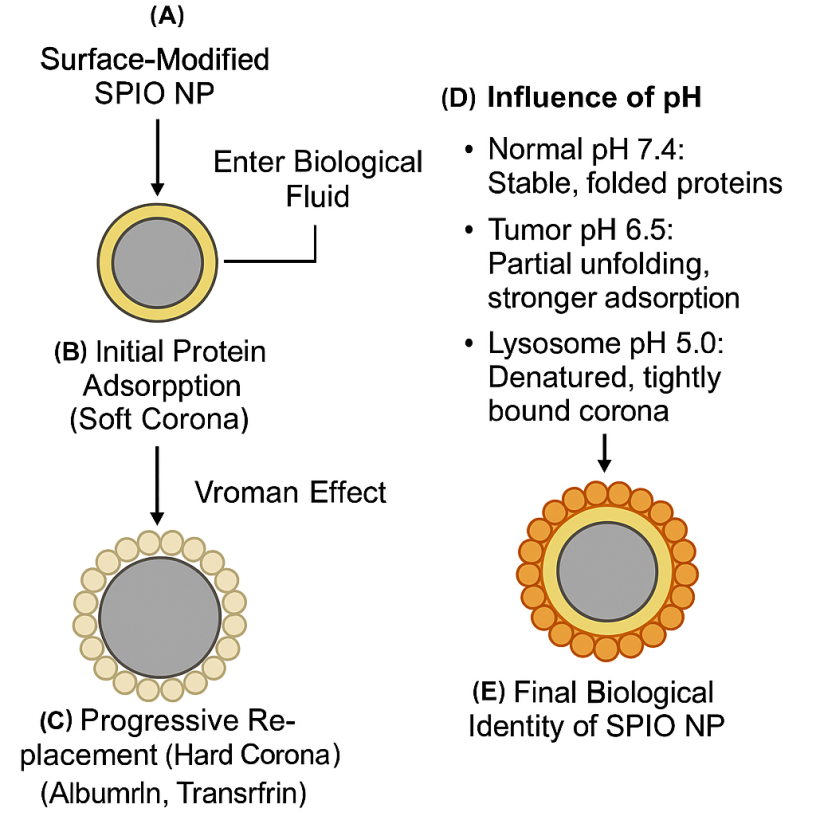 (A)
Surface-Modified
SPIO NP
Enter Biological
Fluid
(B) Initial Protein
Adsorpption
(Soft Corona)
Vroman Effect
(C) Progressive Re-
placement (Hard Corona)
(Albumrln, Transrfrin)
(D) Influence of pH
• Normal pH 7.4:
Stable, folded proteins
• Tumor pH 6.5:
Partial unfolding,
stronger adsorption
• Lysosome pH 5.0:
Denatured, tightly
bound corona
(E) Final Biological
Identity of SPIO NP